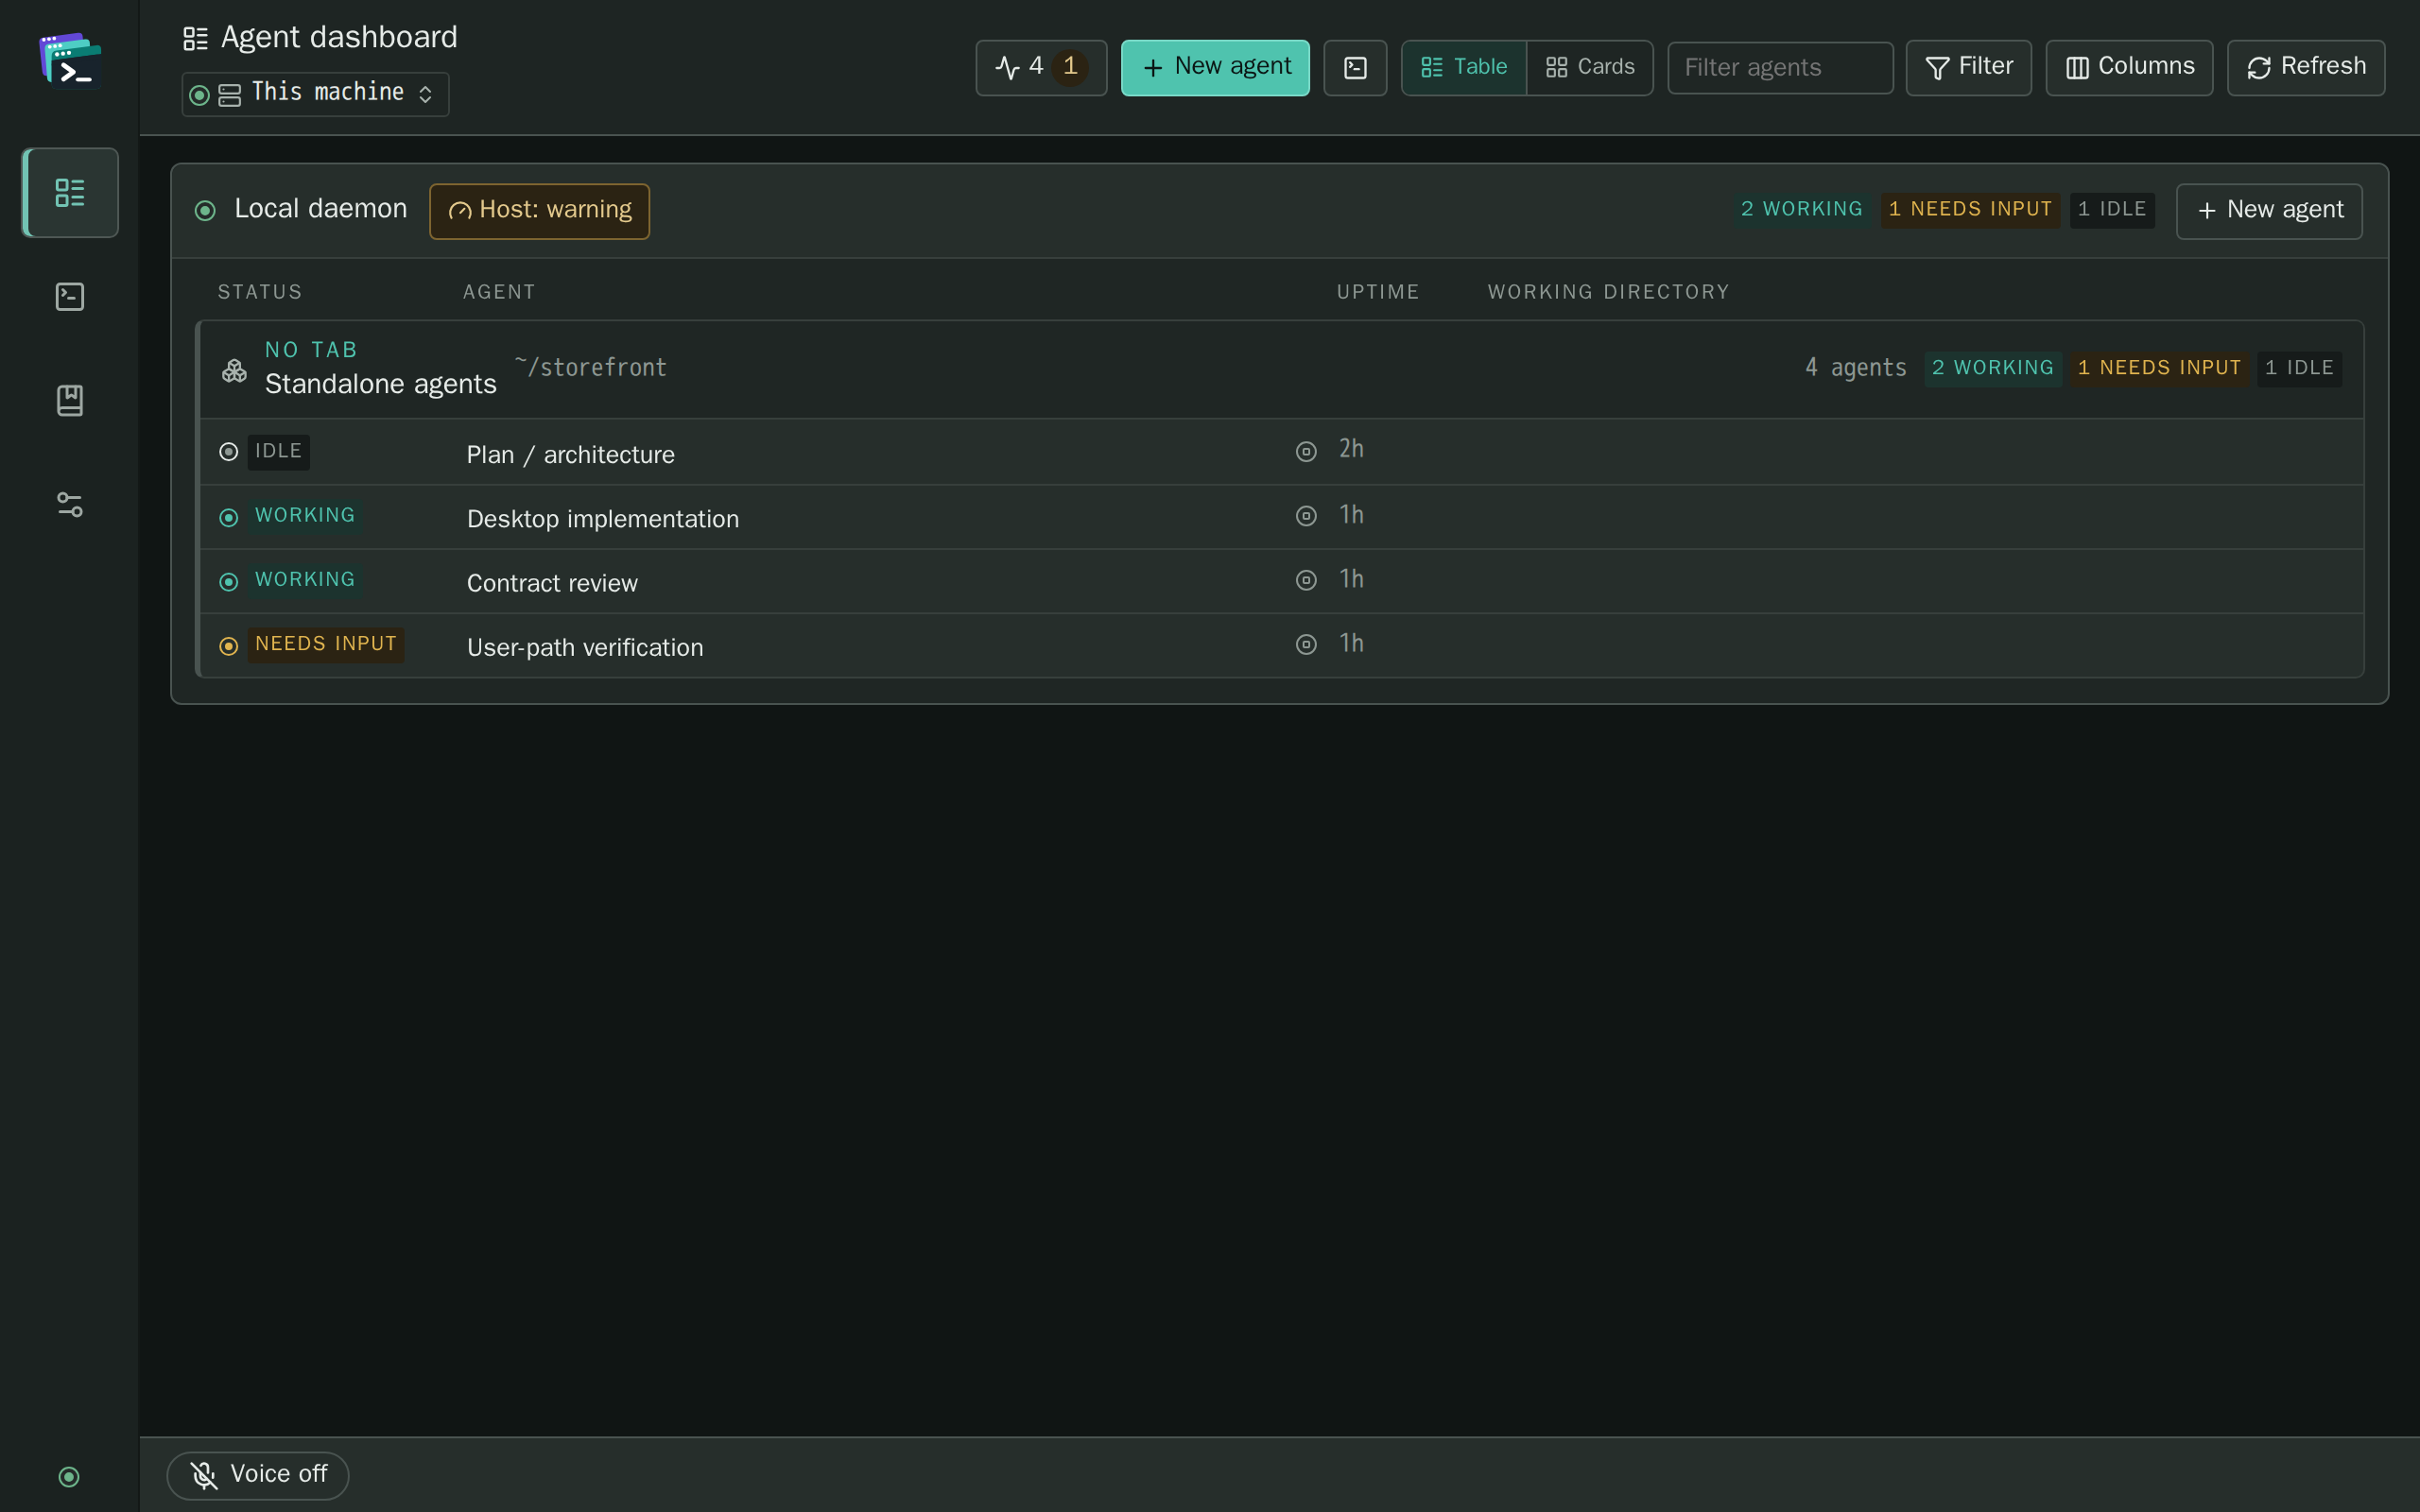 Agent dashboard
This machine
4 1
New agent
Table
Cards
Filter agents
Filter
Columns
Refresh
Local daemon
Host: warning
2 WORKING
1 NEEDS INPUT
1 IDLE
New agent
STATUS
AGENT
UPTIME
WORKING DIRECTORY
NO TAB
Standalone agents
~/storefront
4 agents
2 WORKING
1 NEEDS INPUT
1 IDLE
IDLE
Plan / architecture
2h
WORKING
Desktop implementation
1h
WORKING
Contract review
1h
NEEDS INPUT
User-path verification
1h
Voice off